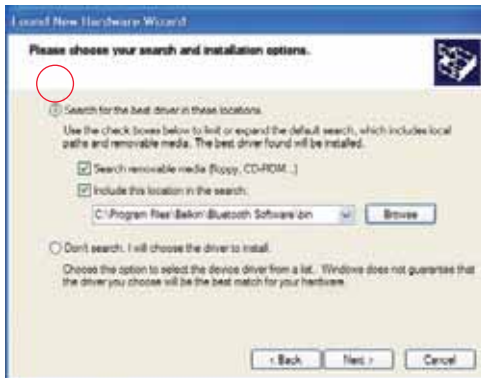 Found New Hardware Wizard
Please choose your search and installation options.
Search for the best driver in these locations.
Use the check boxes below to limit or expand the default search, which includes local
paths and removable media. The best driver found will be installed.
Search removable media (floppy, CD-ROM...)
Include this location in the search:
C:\Program Files\Belkin\Bluetooth Software\bin
Browse
Don't search. I will choose the driver to install.
Choose this option to select the device driver from a list. Windows does not guarantee that
the driver you choose will be the best match for your hardware.
< Back
Next >
Cancel